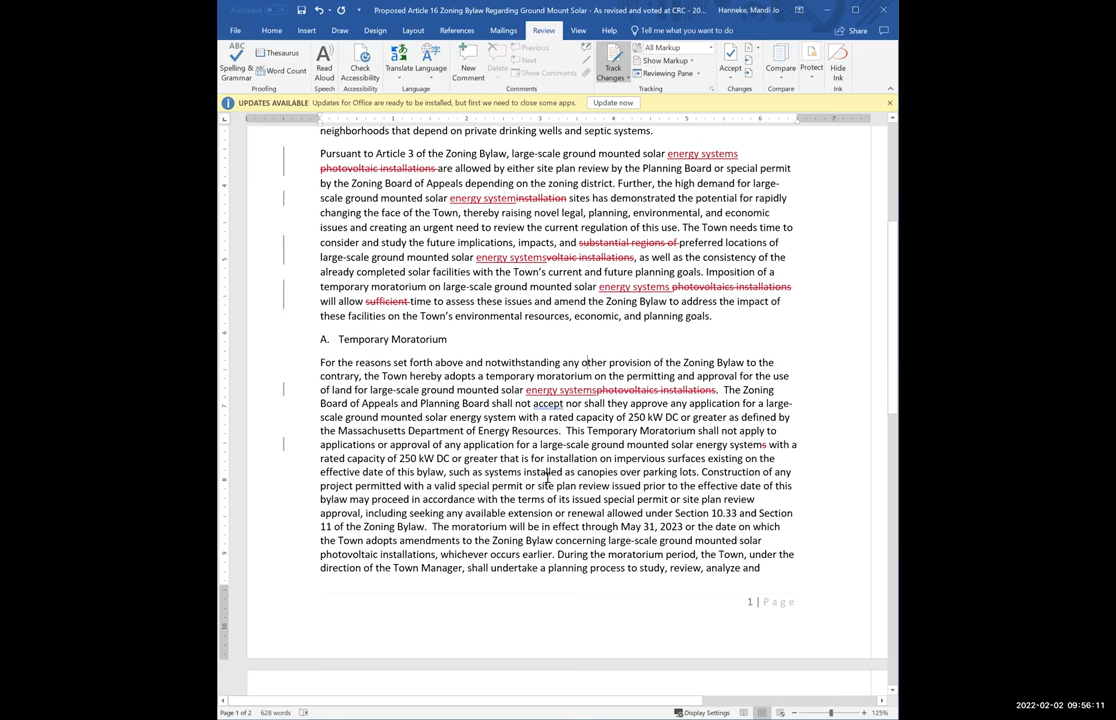 AutoSave Off Proposed Article 16 Zoning Bylaw Regarding Ground Mount Solar - As revised and voted at CRC - 20... Hanneke, Mandi Jo
File Home Insert Draw Design Layout References Mailings Review View Help Tell me what you want to do Share
ABC Spelling & Grammar Thesaurus Word Count Read Aloud Check Accessibility Translate Language New Comment Delete Previous Next Show Comments Track Changes All Markup Show Markup Reviewing Pane Accept Compare Protect Hide Ink
Proofing Speech Accessibility Language Comments Tracking Changes Compare Ink
UPDATES AVAILABLE Updates for Office are ready to be installed, but first we need to close some apps. Update now
neighborhoods that depend on private drinking wells and septic systems.
Pursuant to Article 3 of the Zoning Bylaw, large-scale ground mounted solar energy systems
photovoltaic installations are allowed by either site plan review by the Planning Board or special permit
by the Zoning Board of Appeals depending on the zoning district. Further, the high demand for large-
scale ground mounted solar energy systeminstallation sites has demonstrated the potential for rapidly
changing the face of the Town, thereby raising novel legal, planning, environmental, and economic
issues and creating an urgent need to review the current regulation of this use. The Town needs time to
consider and study the future implications, impacts, and substantial regions of preferred locations of
large-scale ground mounted solar energy systemsvoltaic installations, as well as the consistency of the
already completed solar facilities with the Town's current and future planning goals. Imposition of a
temporary moratorium on large-scale ground mounted solar energy systems photovoltaics installations
will allow sufficient time to assess these issues and amend the Zoning Bylaw to address the impact of
these facilities on the Town's environmental resources, economic, and planning goals.
A. Temporary Moratorium
For the reasons set forth above and notwithstanding any other provision of the Zoning Bylaw to the
contrary, the Town hereby adopts a temporary moratorium on the permitting and approval for the use
of land for large-scale ground mounted solar energy systemsphotovoltaics installations. The Zoning
Board of Appeals and Planning Board shall not accept nor shall they approve any application for a large-
scale ground mounted solar energy system with a rated capacity of 250 kW DC or greater as defined by
the Massachusetts Department of Energy Resources. This Temporary Moratorium shall not apply to
applications or approval of any application for a large-scale ground mounted solar energy systems with a
rated capacity of 250 kW DC or greater that is for installation on impervious surfaces existing on the
effective date of this bylaw, such as systems installed as canopies over parking lots. Construction of any
project permitted with a valid special permit or site plan review issued prior to the effective date of this
bylaw may proceed in accordance with the terms of its issued special permit or site plan review
approval, including seeking any available extension or renewal allowed under Section 10.33 and Section
11 of the Zoning Bylaw. The moratorium will be in effect through May 31, 2023 or the date on which
the Town adopts amendments to the Zoning Bylaw concerning large-scale ground mounted solar
photovoltaic installations, whichever occurs earlier. During the moratorium period, the Town, under the
direction of the Town Manager, shall undertake a planning process to study, review, analyze and
1 | Page
Page 1 of 2 628 words Display Settings 125%
2022-02-02 09:56:11